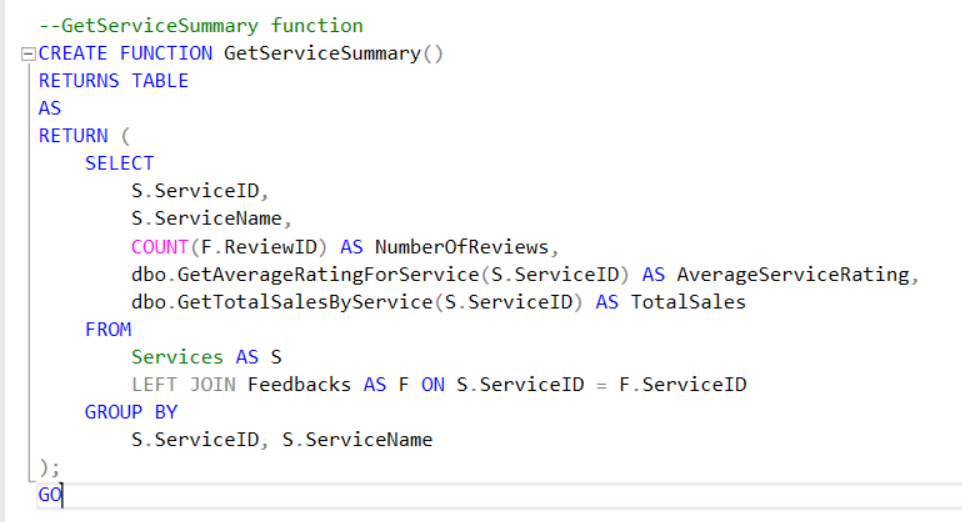 --GetServiceSummary function
CREATE FUNCTION GetServiceSummary()
RETURNS TABLE
AS
RETURN (
    SELECT
        S.ServiceID,
        S.ServiceName,
        COUNT(F.ReviewID) AS NumberOfReviews,
        dbo.GetAverageRatingForService(S.ServiceID) AS AverageServiceRating,
        dbo.GetTotalSalesByService(S.ServiceID) AS TotalSales
    FROM
        Services AS S
        LEFT JOIN Feedbacks AS F ON S.ServiceID = F.ServiceID
    GROUP BY
        S.ServiceID, S.ServiceName
);
GO